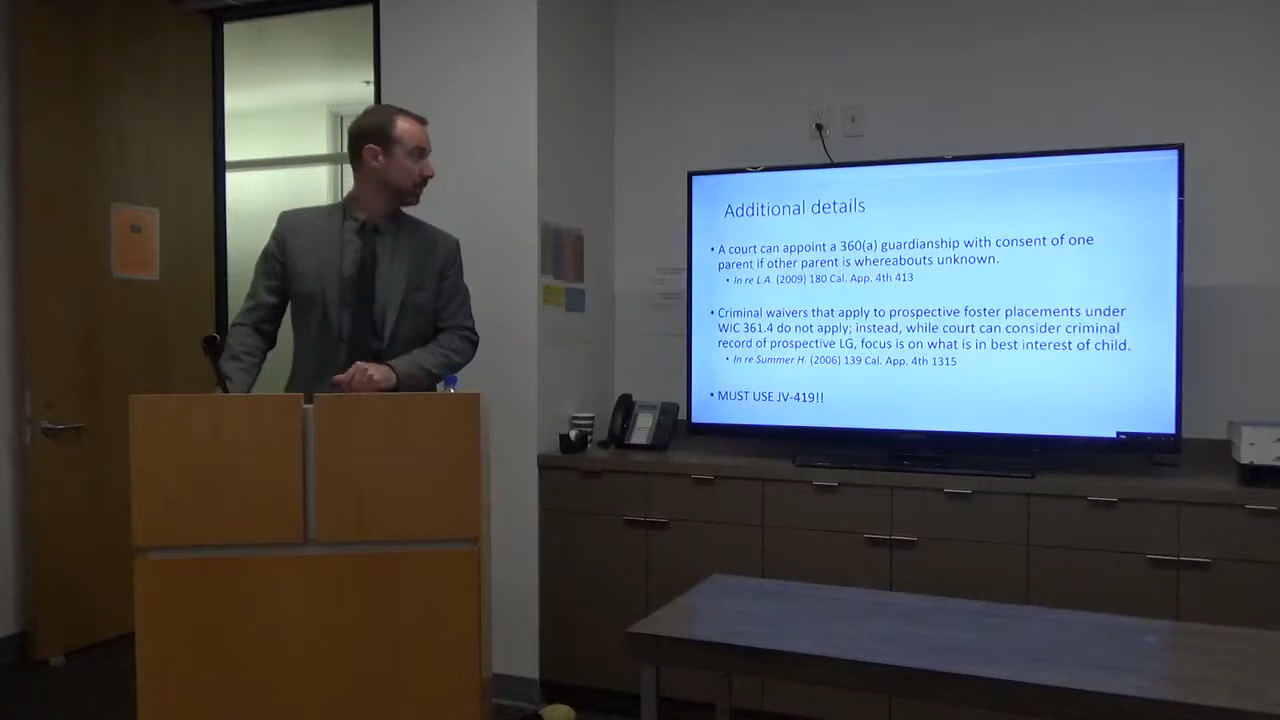 Additional details
• A court can appoint a 360(a) guardianship with consent of one
parent if other parent is whereabouts unknown.
• In re L.A. (2009) 180 Cal. App. 4th 413
• Criminal waivers that apply to prospective foster placements under
WIC 361.4 do not apply; instead, while court can consider criminal
record of prospective LG, focus is on what is in best interest of child.
• In re Summer H. (2006) 139 Cal. App. 4th 1315
• MUST USE JV-419!!